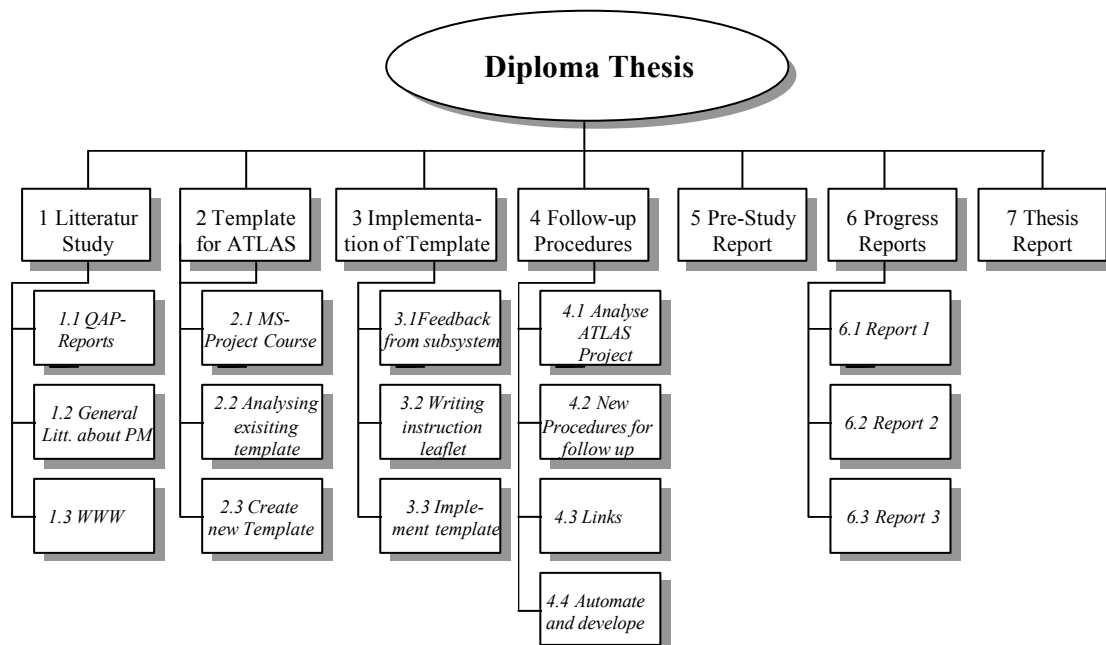 Diploma Thesis
1 Litteratur
Study
2 Template
for ATLAS
3 Implementa-
tion of Template
4 Follow-up
Procedures
5 Pre-Study
Report
6 Progress
Reports
7 Thesis
Report
1.1 QAP-
Reports
1.2 General
Litt. about PM
1.3 WWW
2.1 MS-
Project Course
2.2 Analysing
exisiting
template
2.3 Create
new Template
3.1Feedback
from subsystem
3.2 Writing
instruction
leaflet
3.3 Imple-
ment template
4.1 Analyse
ATLAS
Project
4.2 New
Procedures for
follow up
4.3 Links
4.4 Automate
and develope
6.1 Report 1
6.2 Report 2
6.3 Report 3